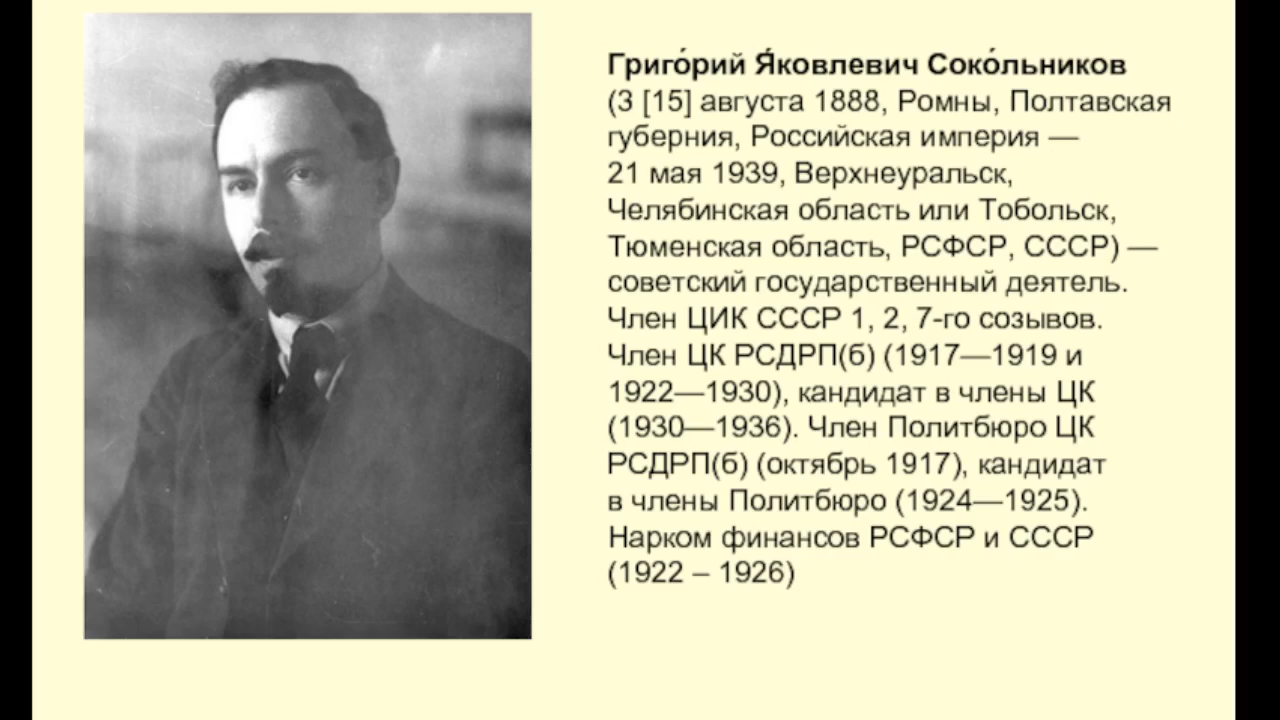 Григо́рий Я́ковлевич Соко́льников
(3 [15] августа 1888, Ромны, Полтавская
губерния, Российская империя —
21 мая 1939, Верхнеуральск,
Челябинская область или Тобольск,
Тюменская область, РСФСР, СССР) —
советский государственный деятель.
Член ЦИК СССР 1, 2, 7-го созывов.
Член ЦК РСДРП(б) (1917—1919 и
1922—1930), кандидат в члены ЦК
(1930—1936). Член Политбюро ЦК
РСДРП(б) (октябрь 1917), кандидат
в члены Политбюро (1924—1925).
Нарком финансов РСФСР и СССР
(1922 – 1926)